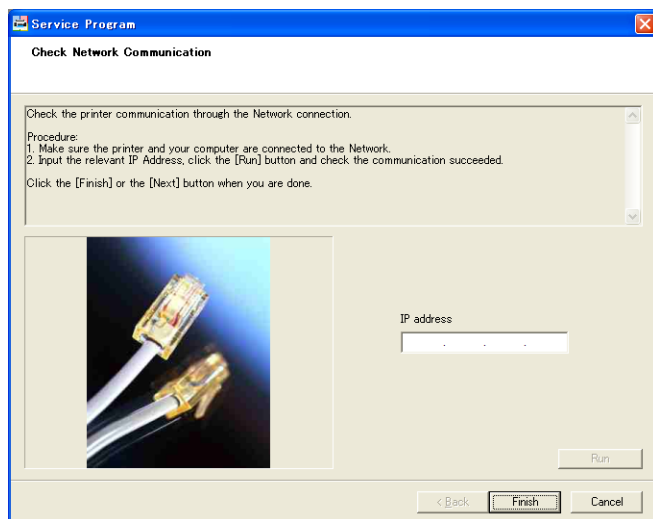 Service Program
Check Network Communication
Check the printer communication through the Network connection.
Procedure:
1. Make sure the printer and your computer are connected to the Network.
2. Input the relevant IP Address, click the [Run] button and check the communication succeeded.
Click the [Finish] or the [Next] button when you are done.
IP address
. . .
Run
< Back
Finish
Cancel